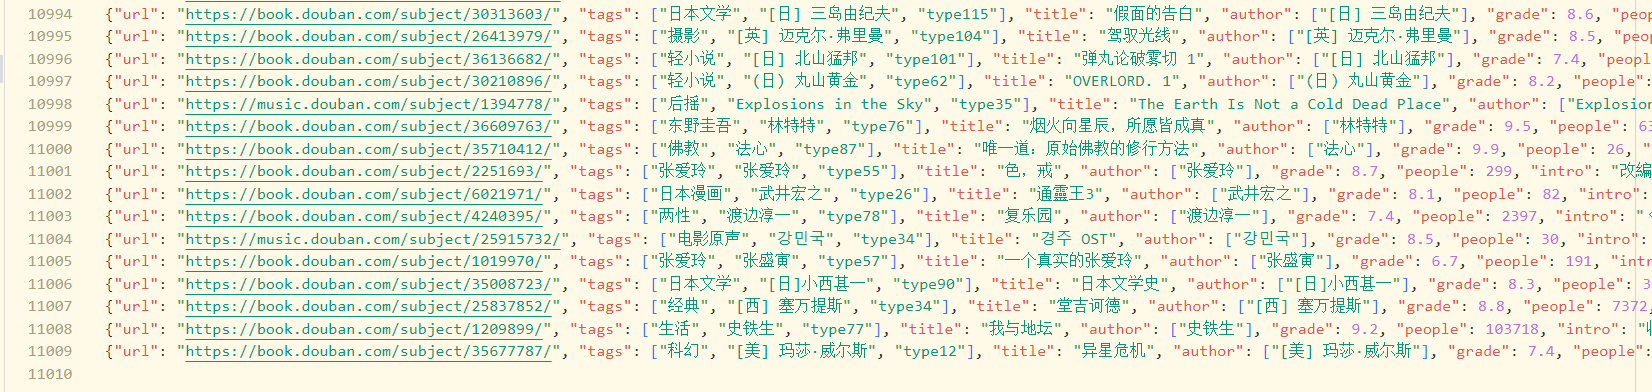 10994 {"url": "https://book.douban.com/subject/30313603/", "tags": ["日本文学", "[日] 三岛由纪夫", "type115"], "title": "假面的告白", "author": ["[日] 三岛由纪夫"], "grade": 8.6, "peo
10995 {"url": "https://book.douban.com/subject/26413979/", "tags": ["摄影", "[英] 迈克尔·弗里曼", "type104"], "title": "驾驭光线", "author": ["[英] 迈克尔·弗里曼"], "grade": 8.5, "peop
10996 {"url": "https://book.douban.com/subject/36136682/", "tags": ["轻小说", "[日] 北山猛邦", "type101"], "title": "弹丸论破雾切 1", "author": ["[日] 北山猛邦"], "grade": 7.4, "peopl
10997 {"url": "https://book.douban.com/subject/30210896/", "tags": ["轻小说", "(日) 丸山黄金", "type62"], "title": "OVERLORD. 1", "author": ["(日) 丸山黄金"], "grade": 8.2, "people":
10998 {"url": "https://music.douban.com/subject/1394778/", "tags": ["后摇", "Explosions in the Sky", "type35"], "title": "The Earth Is Not a Cold Dead Place", "author": ["Explosion
10999 {"url": "https://book.douban.com/subject/36609763/", "tags": ["东野圭吾", "林特特", "type76"], "title": "烟火向星辰，所愿皆成真", "author": ["林特特"], "grade": 9.5, "people": 63
11000 {"url": "https://book.douban.com/subject/35710412/", "tags": ["佛教", "法心", "type87"], "title": "唯一道：原始佛教的修行方法", "author": ["法心"], "grade": 9.9, "people": 26, "intro":
11001 {"url": "https://book.douban.com/subject/2251693/", "tags": ["张爱玲", "张爱玲", "type55"], "title": "色，戒", "author": ["张爱玲"], "grade": 8.7, "people": 299, "intro": "改編
11002 {"url": "https://book.douban.com/subject/6021971/", "tags": ["日本漫画", "武井宏之", "type26"], "title": "通靈王3", "author": ["武井宏之"], "grade": 8.1, "people": 82, "intro":
11003 {"url": "https://book.douban.com/subject/4240395/", "tags": ["两性", "渡边淳一", "type78"], "title": "复乐园", "author": ["渡边淳一"], "grade": 7.4, "people": 2397, "intro": "
11004 {"url": "https://music.douban.com/subject/25915732/", "tags": ["电影原声", "강민국", "type34"], "title": "경주 OST", "author": ["강민국"], "grade": 8.5, "people": 30, "intro":
11005 {"url": "https://book.douban.com/subject/1019970/", "tags": ["张爱玲", "张盛寅", "type57"], "title": "一个真实的张爱玲", "author": ["张盛寅"], "grade": 6.7, "people": 191, "intr
11006 {"url": "https://book.douban.com/subject/35008723/", "tags": ["日本文学", "[日]小西甚一", "type90"], "title": "日本文学史", "author": ["[日]小西甚一"], "grade": 8.3, "people": 3
11007 {"url": "https://book.douban.com/subject/25837852/", "tags": ["经典", "[西] 塞万提斯", "type34"], "title": "堂吉诃德", "author": ["[西] 塞万提斯"], "grade": 8.8, "people": 7372,
11008 {"url": "https://book.douban.com/subject/1209899/", "tags": ["生活", "史铁生", "type77"], "title": "我与地坛", "author": ["史铁生"], "grade": 9.2, "people": 103718, "intro": "
11009 {"url": "https://book.douban.com/subject/35677787/", "tags": ["科幻", "[美] 玛莎·威尔斯", "type12"], "title": "异星危机", "author": ["[美] 玛莎·威尔斯"], "grade": 7.4, "people":
11010